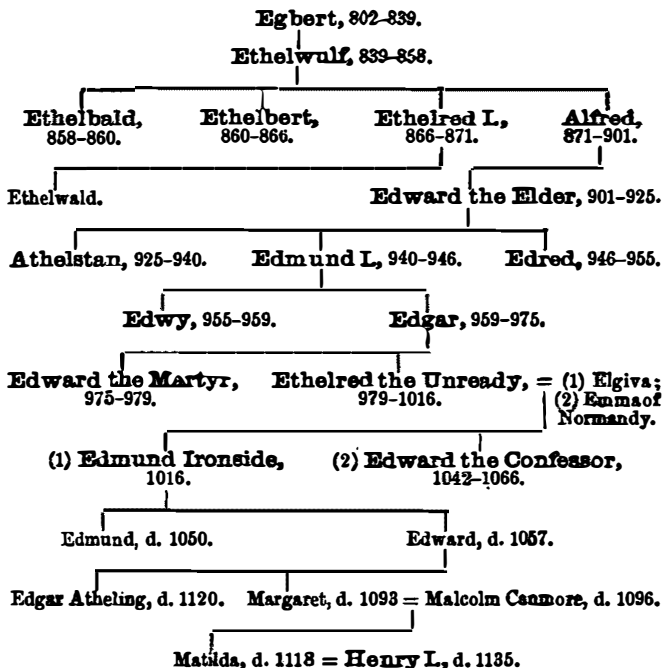 Egbert, 802–839.
Ethelwulf, 839–858.
Ethelbald, Ethelbert, Ethelred I., Alfred,
858–860. 860–866. 866–871. 871–901.
Ethelwald. Edward the Elder, 901–925.
Athelstan, 925–940. Edmund I., 940–946. Edred, 946–955.
Edwy, 955–959. Edgar, 959–975.
Edward the Martyr, Ethelred the Unready, = (1) Elgiva;
975–979. 979–1016. (2) Emma of
Normandy.
(1) Edmund Ironside, (2) Edward the Confessor,
1016. 1042–1066.
Edmund, d. 1050. Edward, d. 1057.
Edgar Atheling, d. 1120. Margaret, d. 1093 = Malcolm Canmore, d. 1096.
Matilda, d. 1118 = Henry I., d. 1135.